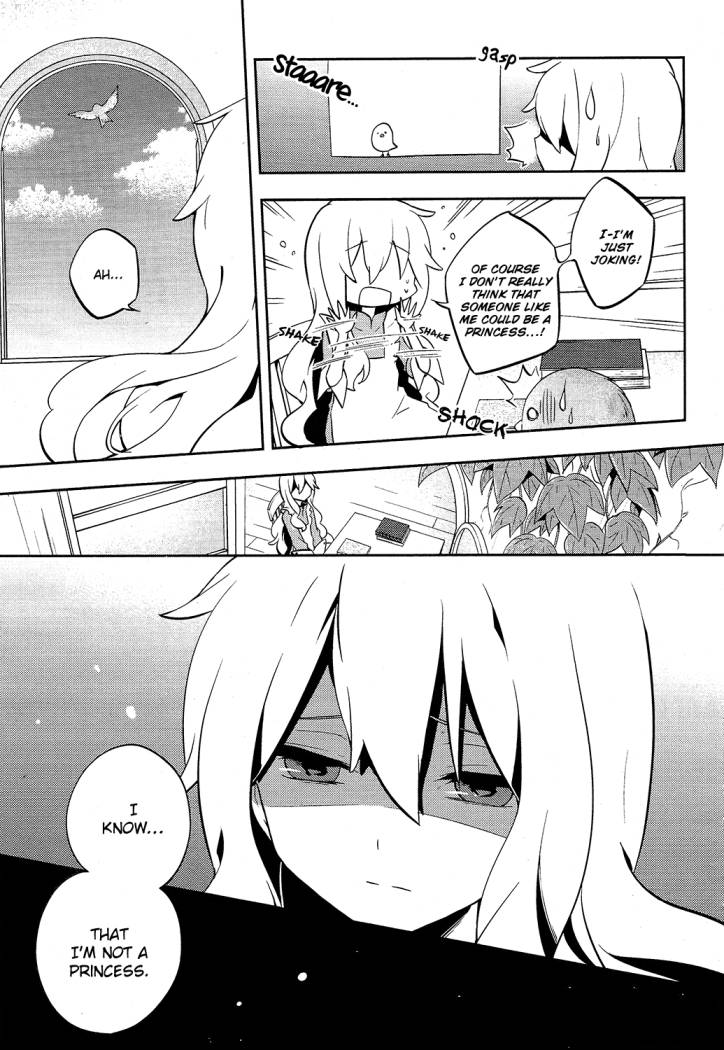 gasp
Staaare...
I-I'M
JUST
JOKING!
OF COURSE
I DON'T REALLY
THINK THAT
SOMEONE LIKE
ME COULD BE A
PRINCESS...!
SHAKE
SHAKE
SHOCK
AH...
I
KNOW...
THAT
I'M NOT A
PRINCESS.